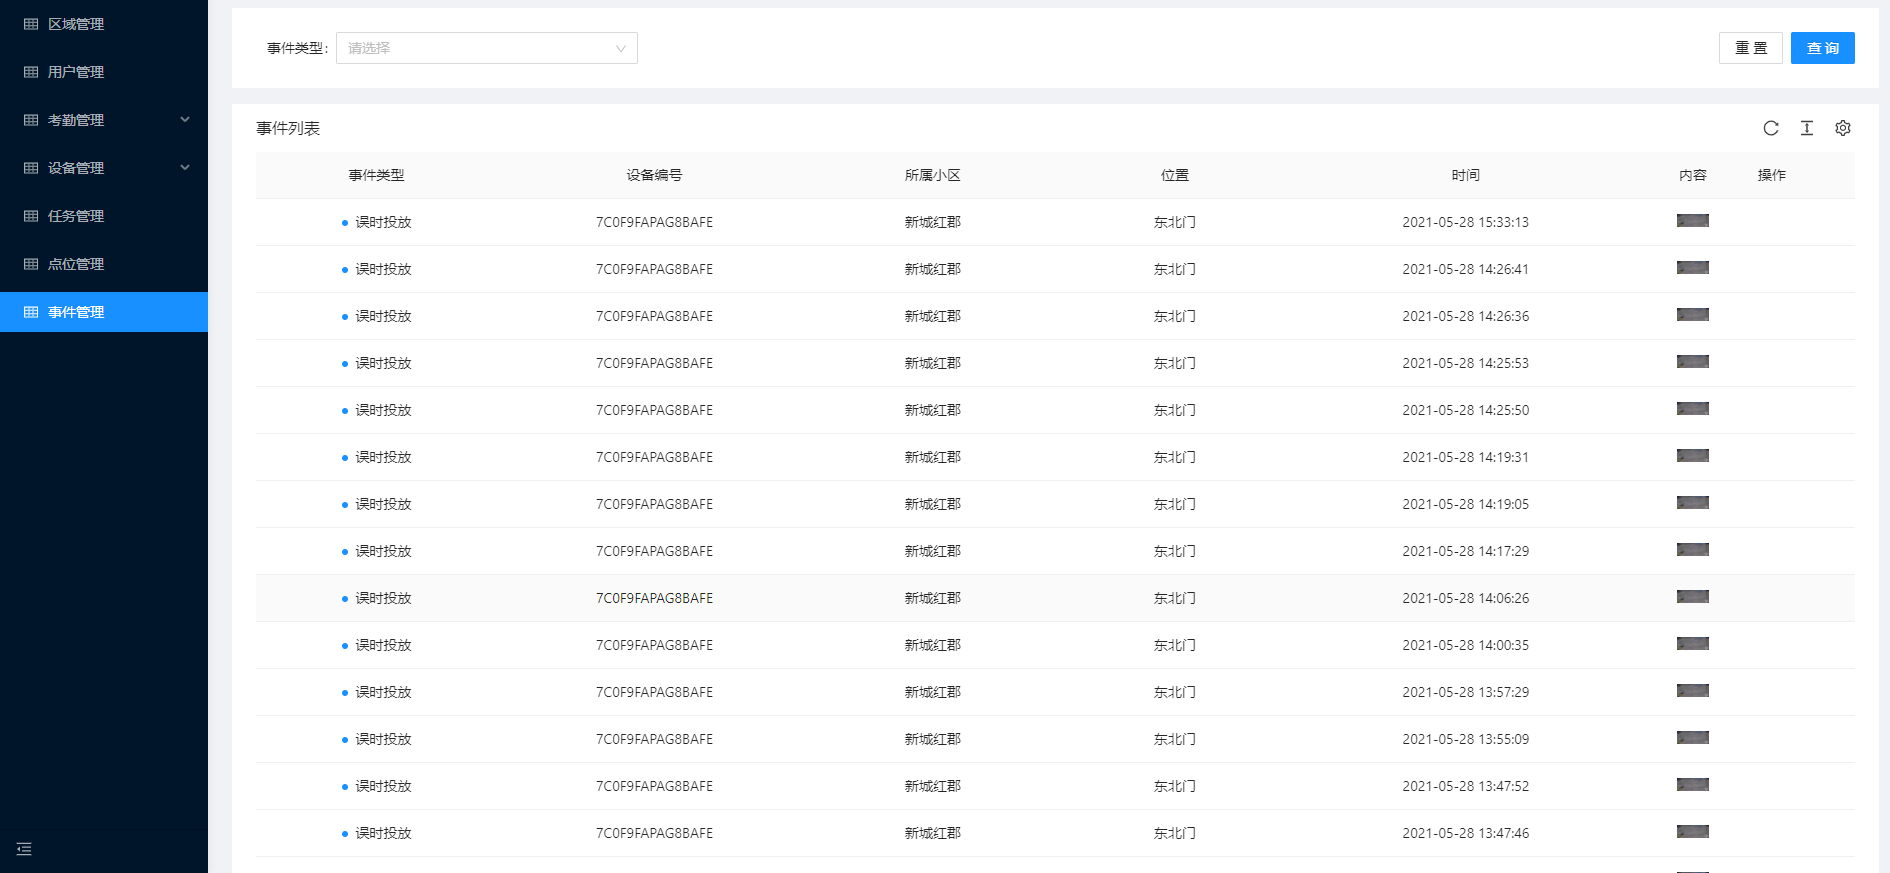 区域管理
用户管理
考勤管理
设备管理
任务管理
点位管理
事件管理
事件类型: 请选择 重 置 查 询
事件列表
事件类型 设备编号 所属小区 位置 时间 内容 操作
误时投放 7C0F9FAPAG8BAFE 新城红郡 东北门 2021-05-28 15:33:13
误时投放 7C0F9FAPAG8BAFE 新城红郡 东北门 2021-05-28 14:26:41
误时投放 7C0F9FAPAG8BAFE 新城红郡 东北门 2021-05-28 14:26:36
误时投放 7C0F9FAPAG8BAFE 新城红郡 东北门 2021-05-28 14:25:53
误时投放 7C0F9FAPAG8BAFE 新城红郡 东北门 2021-05-28 14:25:50
误时投放 7C0F9FAPAG8BAFE 新城红郡 东北门 2021-05-28 14:19:31
误时投放 7C0F9FAPAG8BAFE 新城红郡 东北门 2021-05-28 14:19:05
误时投放 7C0F9FAPAG8BAFE 新城红郡 东北门 2021-05-28 14:17:29
误时投放 7C0F9FAPAG8BAFE 新城红郡 东北门 2021-05-28 14:06:26
误时投放 7C0F9FAPAG8BAFE 新城红郡 东北门 2021-05-28 14:00:35
误时投放 7C0F9FAPAG8BAFE 新城红郡 东北门 2021-05-28 13:57:29
误时投放 7C0F9FAPAG8BAFE 新城红郡 东北门 2021-05-28 13:55:09
误时投放 7C0F9FAPAG8BAFE 新城红郡 东北门 2021-05-28 13:47:52
误时投放 7C0F9FAPAG8BAFE 新城红郡 东北门 2021-05-28 13:47:46